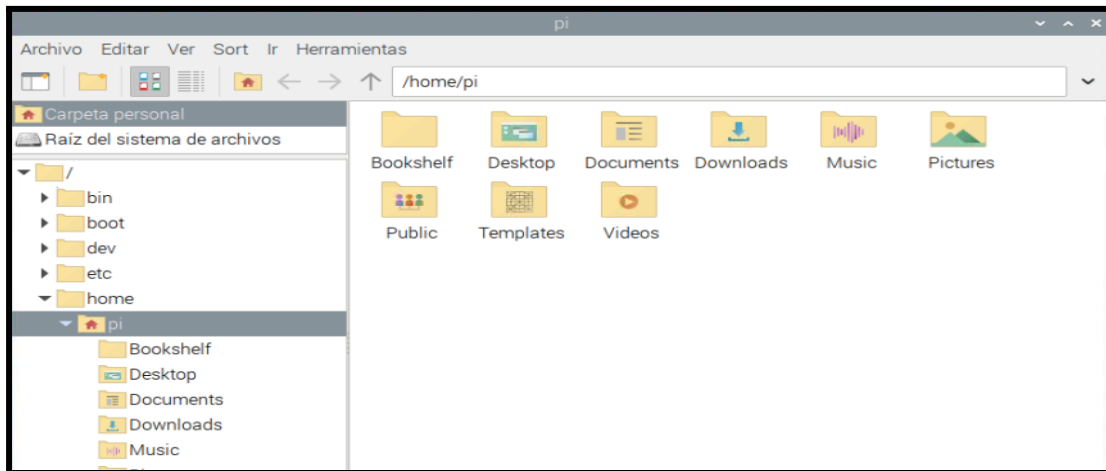 pi
Archivo Editar Ver Sort Ir Herramientas
/home/pi
Carpeta personal
Raíz del sistema de archivos
/
bin
boot
dev
etc
home
pi
Bookshelf
Desktop
Documents
Downloads
Music
Bookshelf Desktop Documents Downloads Music Pictures
Public Templates Videos